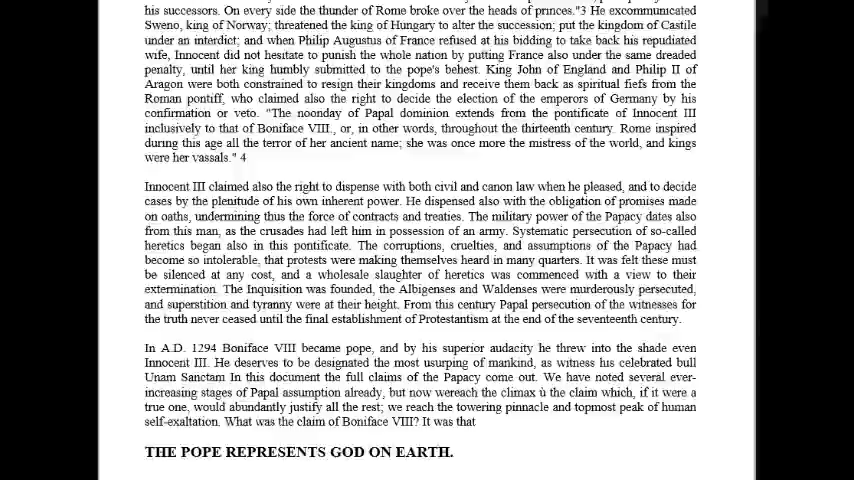 his successors. On every side the thunder of Rome broke over the heads of princes."3 He excommunicated
Sweno, king of Norway; threatened the king of Hungary to alter the succession; put the kingdom of Castile
under an interdict; and when Philip Augustus of France refused at his bidding to take back his repudiated
wife, Innocent did not hesitate to punish the whole nation by putting France also under the same dreaded
penalty, until her king humbly submitted to the pope's behest. King John of England and Philip II of
Aragon were both constrained to resign their kingdoms and receive them back as spiritual fiefs from the
Roman pontiff, who claimed also the right to decide the election of the emperors of Germany by his
confirmation or veto. "The noonday of Papal dominion extends from the pontificate of Innocent III
inclusively to that of Boniface VIII., or, in other words, throughout the thirteenth century. Rome inspired
during this age all the terror of her ancient name; she was once more the mistress of the world, and kings
were her vassals." 4
Innocent III claimed also the right to dispense with both civil and canon law when he pleased, and to decide
cases by the plenitude of his own inherent power. He dispensed also with the obligation of promises made
on oaths, undermining thus the force of contracts and treaties. The military power of the Papacy dates also
from this man, as the crusades had left him in possession of an army. Systematic persecution of so-called
heretics began also in this pontificate. The corruptions, cruelties, and assumptions of the Papacy had
become so intolerable, that protests were making themselves heard in many quarters. It was felt these must
be silenced at any cost, and a wholesale slaughter of heretics was commenced with a view to their
extermination. The Inquisition was founded, the Albigenses and Waldenses were murderously persecuted,
and superstition and tyranny were at their height. From this century Papal persecution of the witnesses for
the truth never ceased until the final establishment of Protestantism at the end of the seventeenth century.
In A.D. 1294 Boniface VIII became pope, and by his superior audacity he threw into the shade even
Innocent III. He deserves to be designated the most usurping of mankind, as witness his celebrated bull
Unam Sanctam In this document the full claims of the Papacy come out. We have noted several ever-
increasing stages of Papal assumption already, but now wereach the climax ù the claim which, if it were a
true one, would abundantly justify all the rest; we reach the towering pinnacle and topmost peak of human
self-exaltation. What was the claim of Boniface VIII? It was that
THE POPE REPRESENTS GOD ON EARTH.